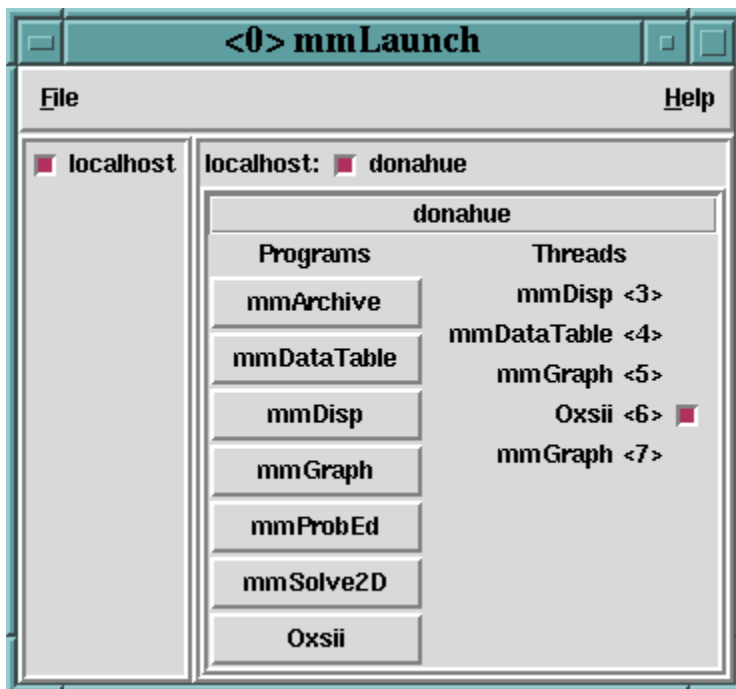 <0> mmLaunch
File Help
localhost localhost: donahue
donahue
Programs Threads
mmArchive mmDisp <3>
mmDataTable mmDataTable <4>
mmDisp mmGraph <5>
mmGraph Oxsii <6>
mmProbEd mmGraph <7>
mmSolve2D
Oxsii